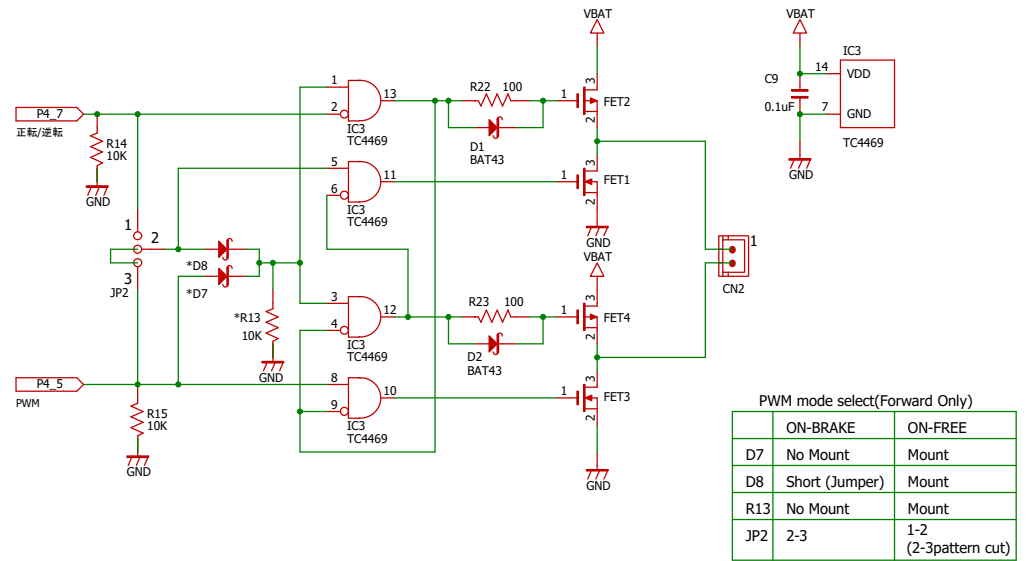 VBAT
VBAT
IC3
14
VDD
C9
0.1uF
7
GND
TC4469
GND
P4_7
正転/逆転
R14
10K
GND
1
2
13
IC3
TC4469
R22 100
D1
BAT43
1
3
2
FET2
5
6
11
IC3
TC4469
1
3
2
FET1
GND
VBAT
1
2
3
JP2
*D8
*D7
*R13
10K
GND
3
4
12
IC3
TC4469
R23 100
D2
BAT43
1
3
2
FET4
1
CN2
P4_5
PWM
R15
10K
GND
8
9
10
IC3
TC4469
1
3
2
FET3
GND
PWM mode select(Forward Only)
ON-BRAKE ON-FREE
D7 No Mount Mount
D8 Short (Jumper) Mount
R13 No Mount Mount
JP2 2-3 1-2
(2-3pattern cut)